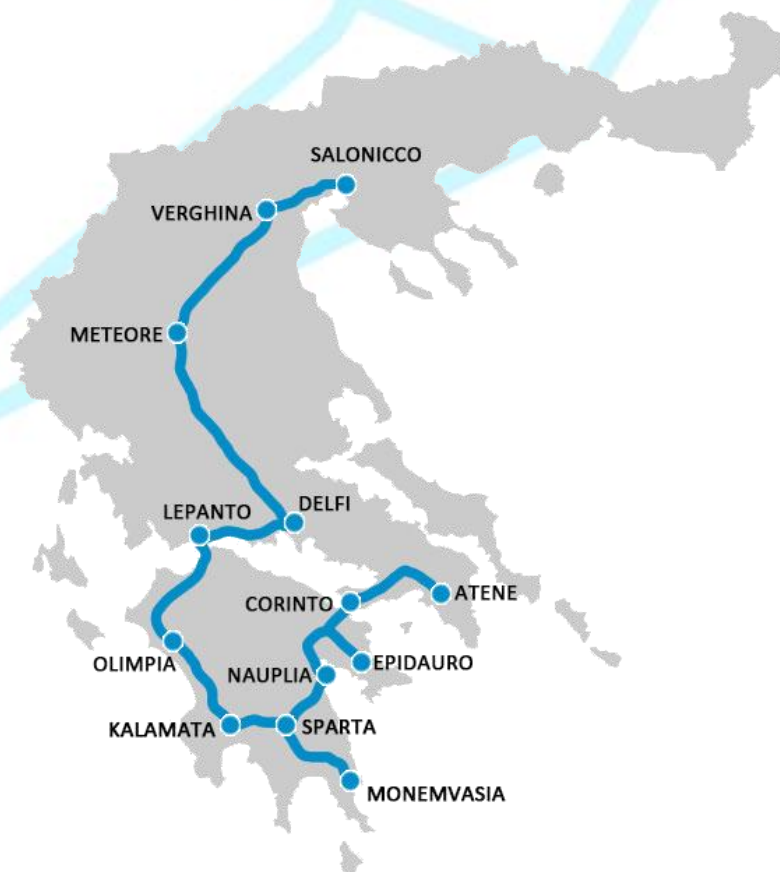 SALONICCO
VERGHINA
METEORE
DELFI
LEPANTO
ATENE
CORINTO
EPIDAURO
OLIMPIA
NAUPLIA
KALAMATA
SPARTA
MONEMVASIA